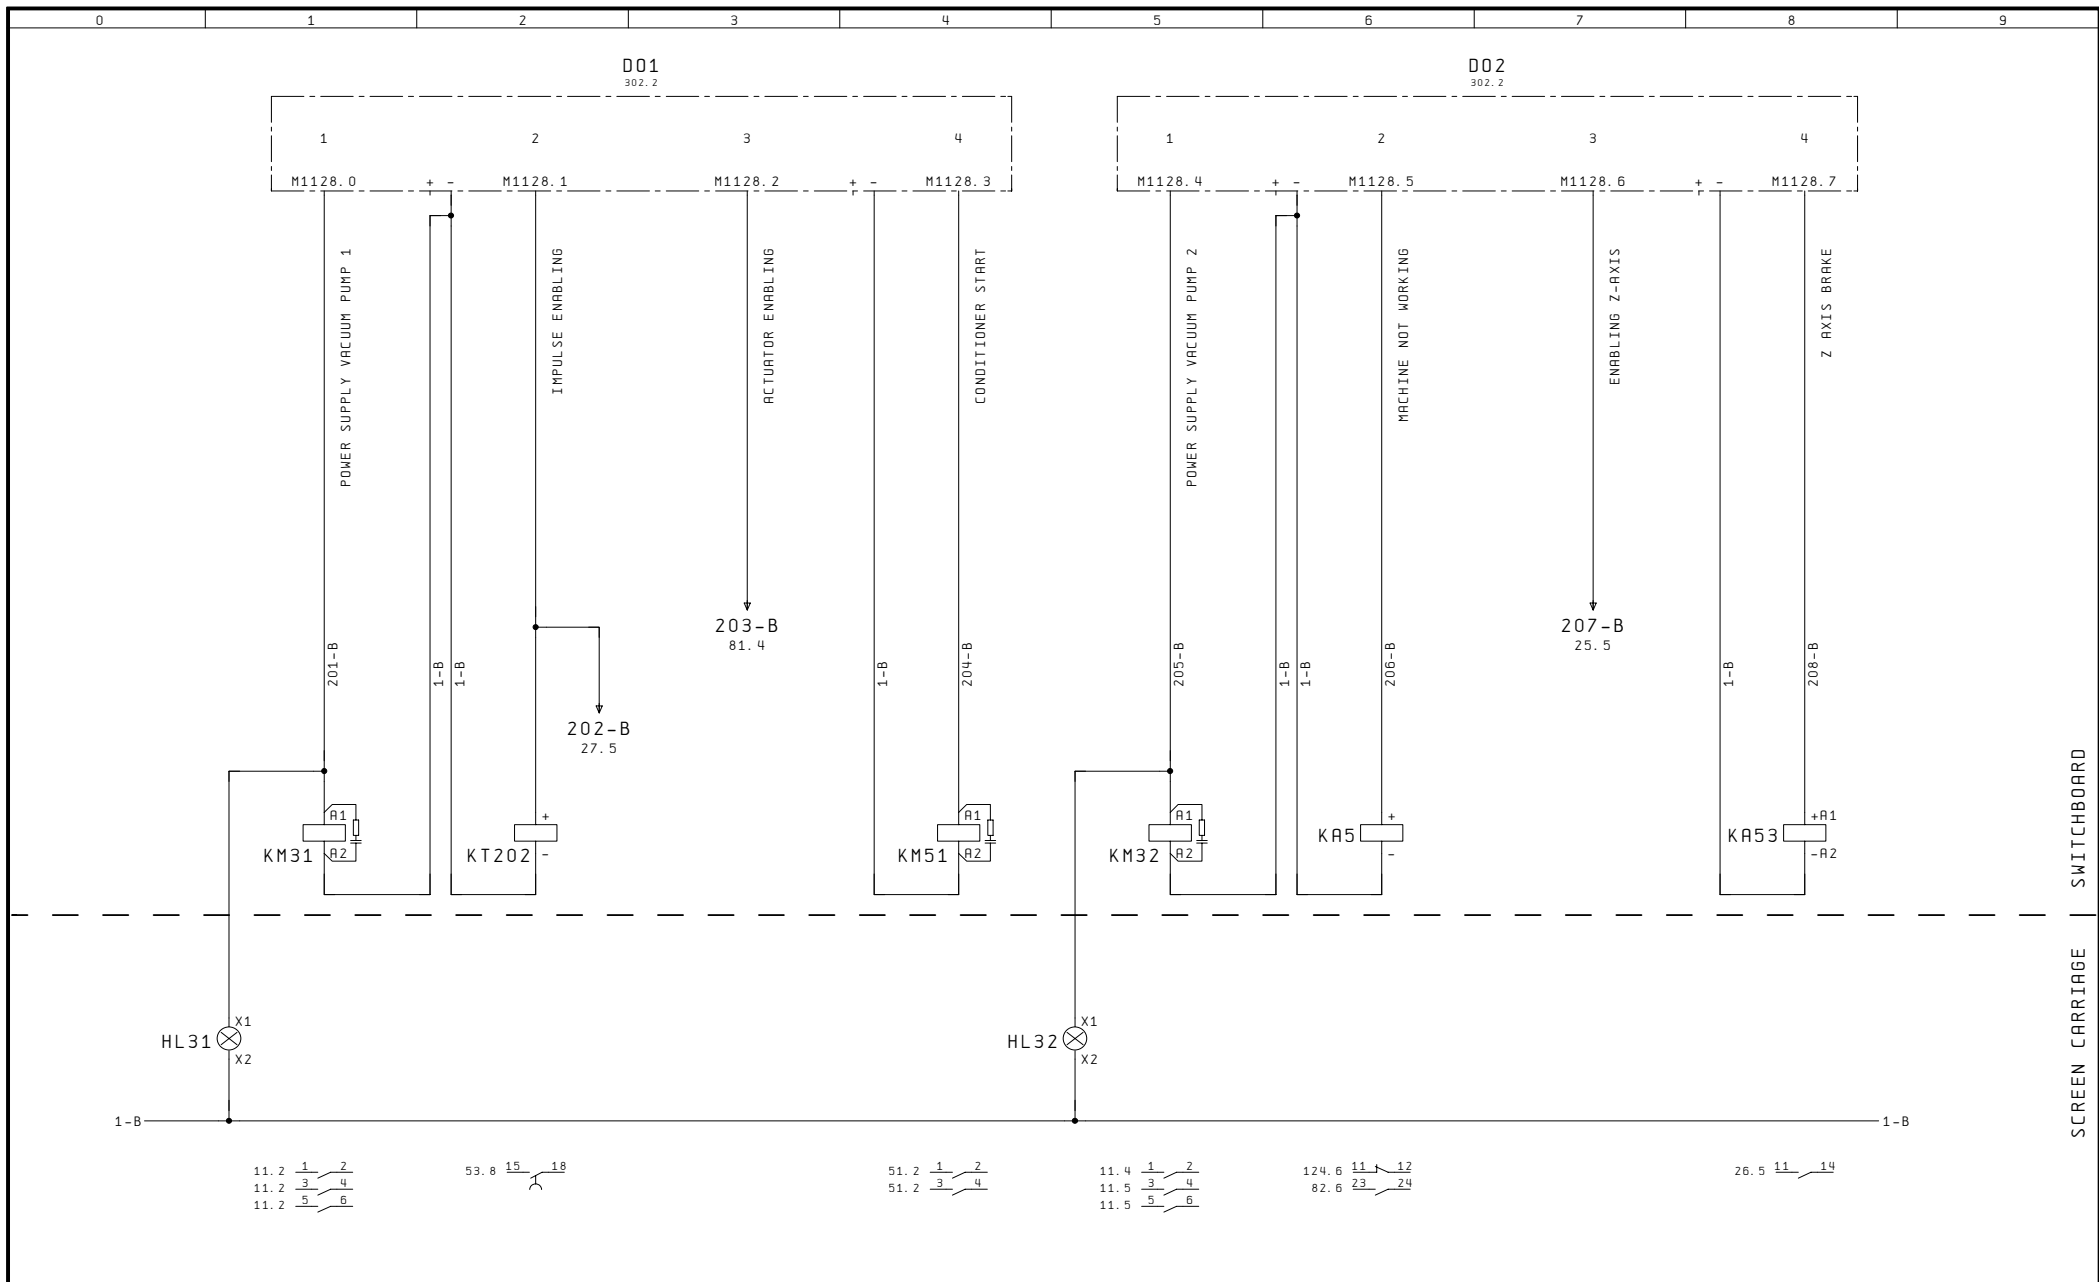 0 1 2 3 4 5 6 7 8 9
DO1 DO2
302.2 302.2
1 2 3 4 1 2 3 4
M1128.0 + - M1128.1 M1128.2 + - M1128.3 M1128.4 + - M1128.5 M1128.6 + - M1128.7
POWER SUPPLY VACUUM PUMP 1
IMPULSE ENABLING
ACTUATOR ENABLING
CONDITIONER START
POWER SUPPLY VACUUM PUMP 2
MACHINE NOT WORKING
ENABLING Z-AXIS
Z AXIS BRAKE
203-B 207-B
81.4 25.5
201-B
1-B
1-B
1-B
204-B
205-B
1-B
1-B
206-B
1-B
208-B
202-B
27.5
SWITCHBOARD
A1 + A1 A1 + +A1
KM31 A2 KT202 - KM51 A2 KM32 A2 KA5 - KA53 -A2
SCREEN CARRIAGE
X1 X1
HL31 HL32
X2 X2
1-B 1-B
11.2 1 2 53.8 15 18 51.2 1 2 11.4 1 2 124.6 11 12 26.5 11 14
11.2 3 4 51.2 3 4 11.5 3 4 82.6 23 24
11.2 5 6 11.5 5 6